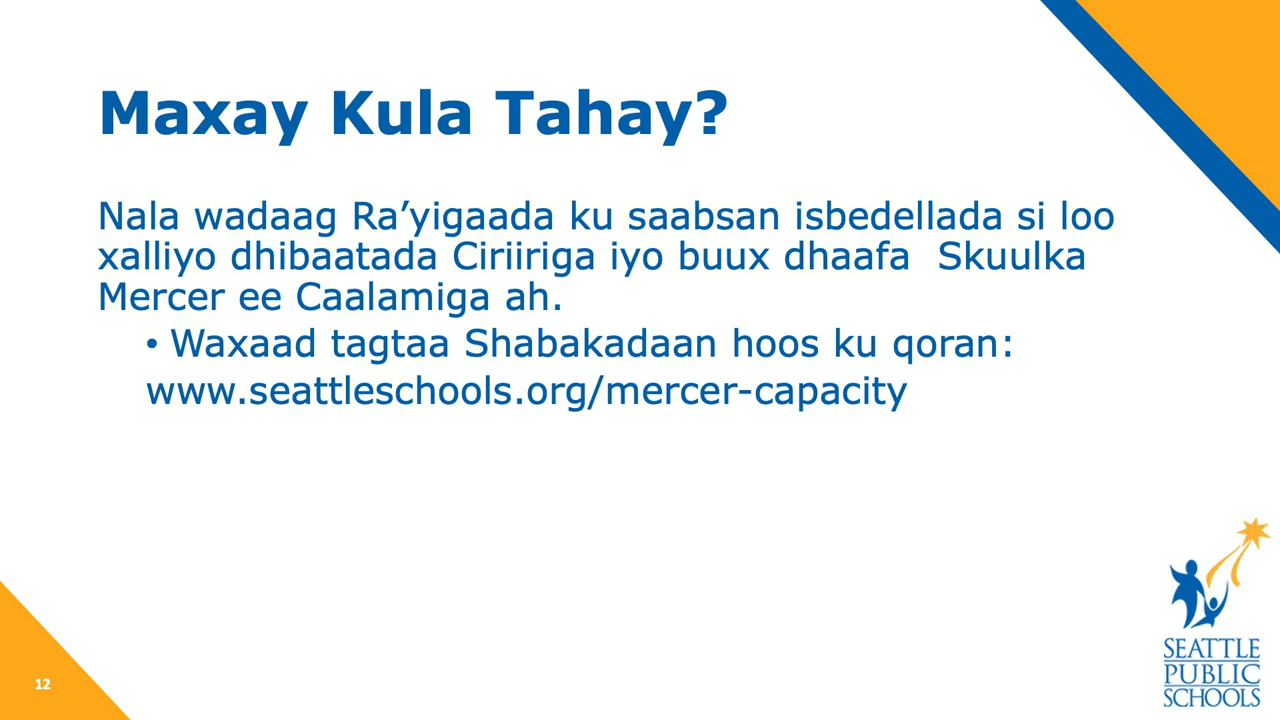 Maxay Kula Tahay?
Nala wadaag Ra’yigaada ku saabsan isbedellada si loo
xalliyo dhibaatada Ciriiriga iyo buux dhaafa  Skuulka
Mercer ee Caalamiga ah.
• Waxaad tagtaa Shabakadaan hoos ku qoran:
www.seattleschools.org/mercer-capacity
12
SEATTLE
PUBLIC
SCHOOLS